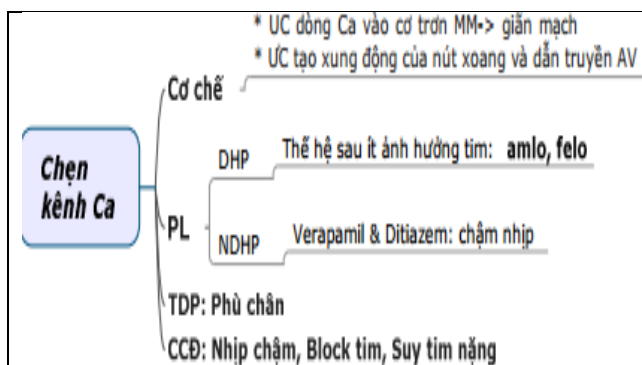 * UC dòng Ca vào cơ trơn MM-> giãn mạch
* ƯC tạo xung động của nút xoang và dẫn truyền AV
Cơ chế
Chẹn
kênh Ca
PL
DHP
Thế hệ sau ít ảnh hưởng tim: amlo, felo
NDHP
Verapamil & Ditiazem: chậm nhịp
TDP: Phù chân
CCĐ: Nhịp chậm, Block tim, Suy tim nặng